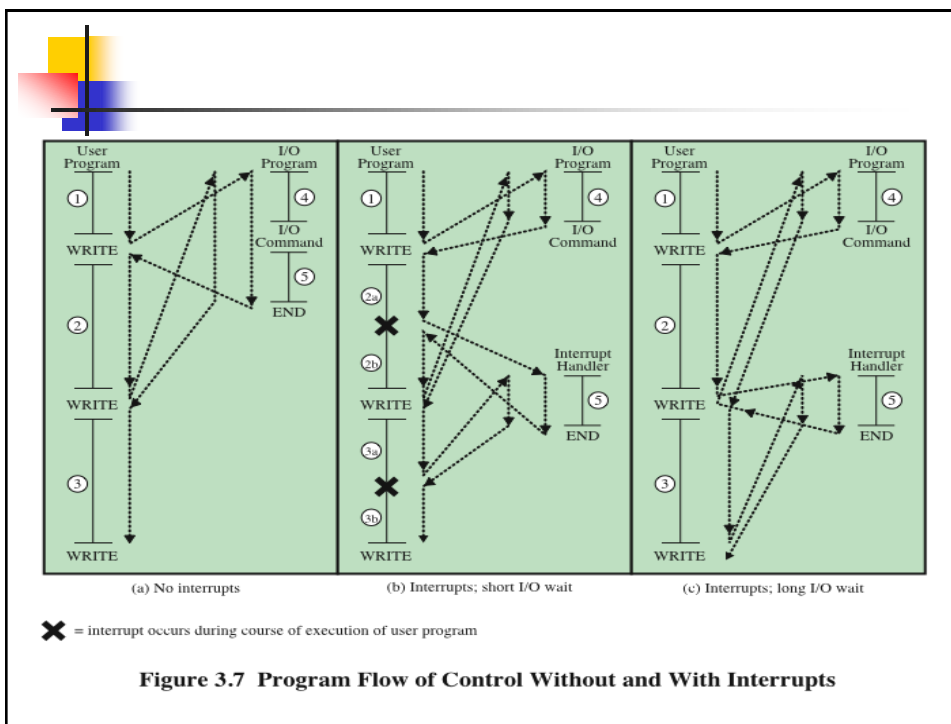 User
Program
I/O
Program
1
4
WRITE
I/O
Command
5
2
END
WRITE
3
WRITE
(a) No interrupts
User
Program
I/O
Program
1
4
WRITE
I/O
Command
2a
2b
Interrupt
Handler
5
WRITE
END
3a
3b
WRITE
(b) Interrupts; short I/O wait
User
Program
I/O
Program
1
4
WRITE
I/O
Command
2
Interrupt
Handler
5
WRITE
END
3
WRITE
(c) Interrupts; long I/O wait
= interrupt occurs during course of execution of user program
Figure 3.7 Program Flow of Control Without and With Interrupts